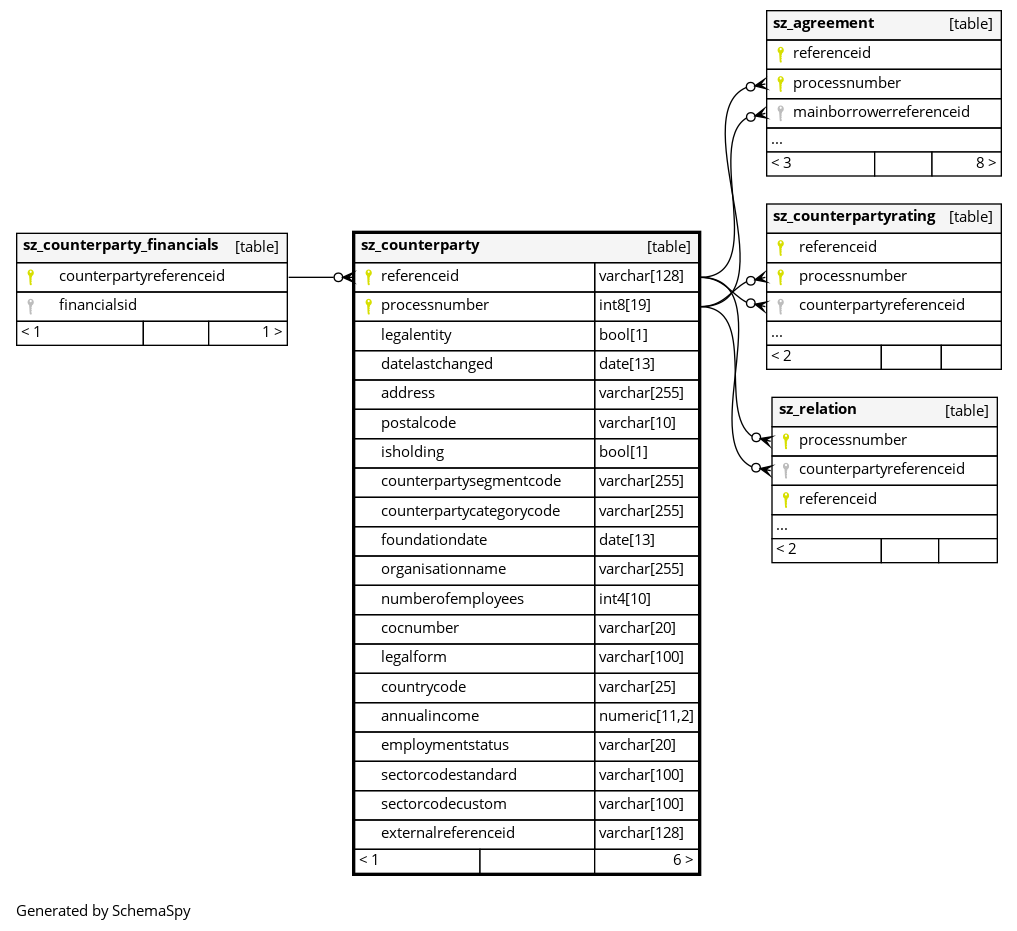 sz_agreement [table]
referenceid
processnumber
mainborrowerreferenceid
...
< 3 8 >
sz_counterpartyrating [table]
referenceid
processnumber
counterpartyreferenceid
...
< 2
sz_relation [table]
processnumber
counterpartyreferenceid
referenceid
...
< 2
sz_counterparty_financials [table]
counterpartyreferenceid
financialsid
< 1 1 >
sz_counterparty [table]
referenceid varchar[128]
processnumber int8[19]
legalentity bool[1]
datelastchanged date[13]
address varchar[255]
postalcode varchar[10]
isholding bool[1]
counterpartysegmentcode varchar[255]
counterpartycategorycode varchar[255]
foundationdate date[13]
organisationname varchar[255]
numberofemployees int4[10]
cocnumber varchar[20]
legalform varchar[100]
countrycode varchar[25]
annualincome numeric[11,2]
employmentstatus varchar[20]
sectorcodestandard varchar[100]
sectorcodecustom varchar[100]
externalreferenceid varchar[128]
< 1 6 >
Generated by SchemaSpy